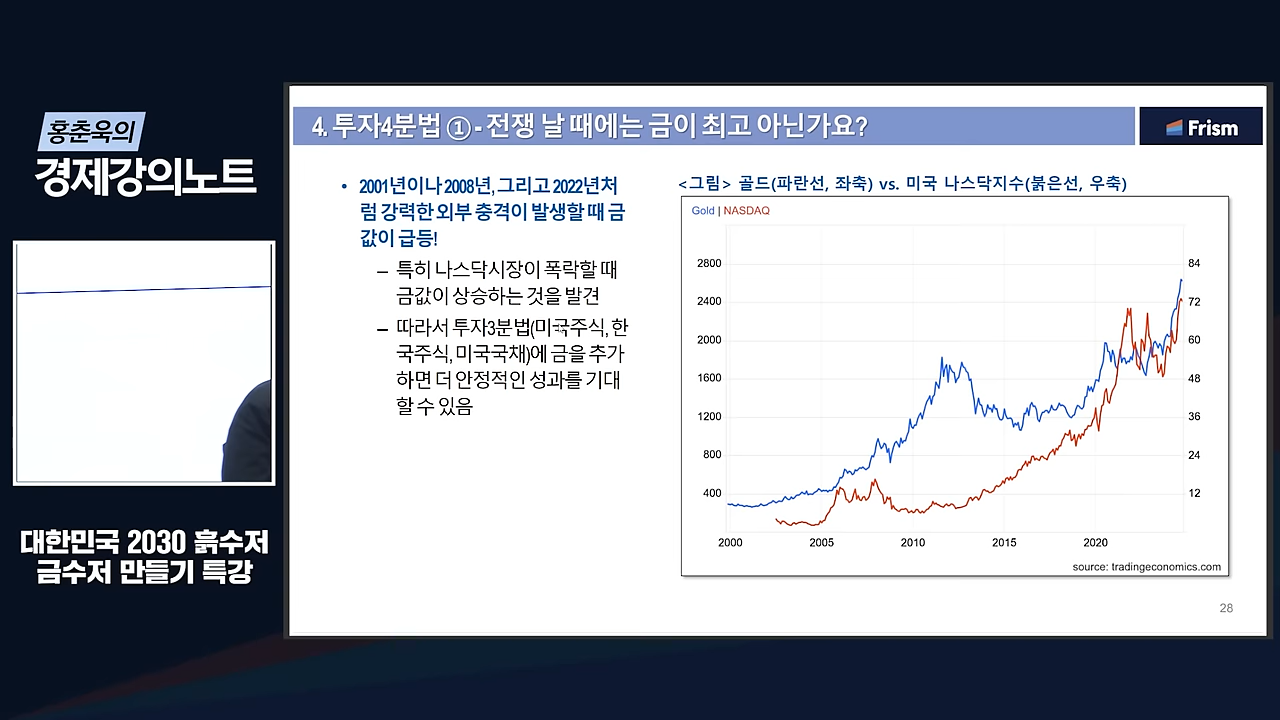 홍춘욱의
경제강의노트
대한민국 2030 흙수저
금수저 만들기 특강
4. 투자4분법 ① - 전쟁 날 때에는 금이 최고 아닌가요?
Frism
• 2001년이나 2008년, 그리고 2022년처
럼 강력한 외부 충격이 발생할 때 금
값이 급등!
– 특히 나스닥시장이 폭락할 때
금값이 상승하는 것을 발견
– 따라서 투자3분법(미국주식, 한
국주식, 미국국채)에 금을 추가
하면 더 안정적인 성과를 기대
할 수 있음
<그림> 골드(파란선, 좌축) vs. 미국 나스닥지수(붉은선, 우축)
Gold | NASDAQ
2800 84
2400 72
2000 60
1600 48
1200 36
800 24
400 12
2000 2005 2010 2015 2020
source: tradingeconomics.com
28